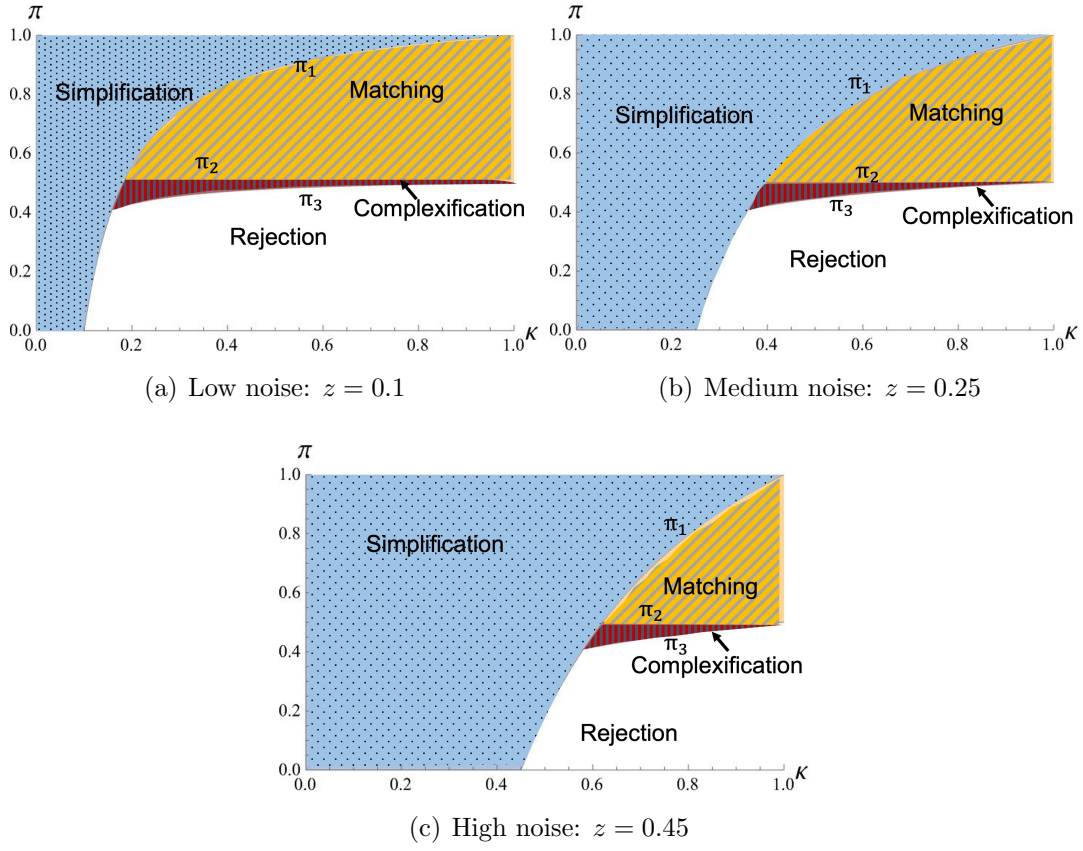 π
1.0
0.8
0.6
0.4
0.2
0.0
Simplification
π₁
Matching
π₂
π₃
Complexification
Rejection
0.0 0.2 0.4 0.6 0.8 1.0 κ
(a) Low noise: z = 0.1
π
1.0
0.8
0.6
0.4
0.2
0.0
Simplification
π₁
Matching
π₂
π₃
Complexification
Rejection
0.0 0.2 0.4 0.6 0.8 1.0 κ
(b) Medium noise: z = 0.25
π
1.0
0.8
0.6
0.4
0.2
0.0
Simplification
π₁
Matching
π₂
π₃
Complexification
Rejection
0.0 0.2 0.4 0.6 0.8 1.0 κ
(c) High noise: z = 0.45